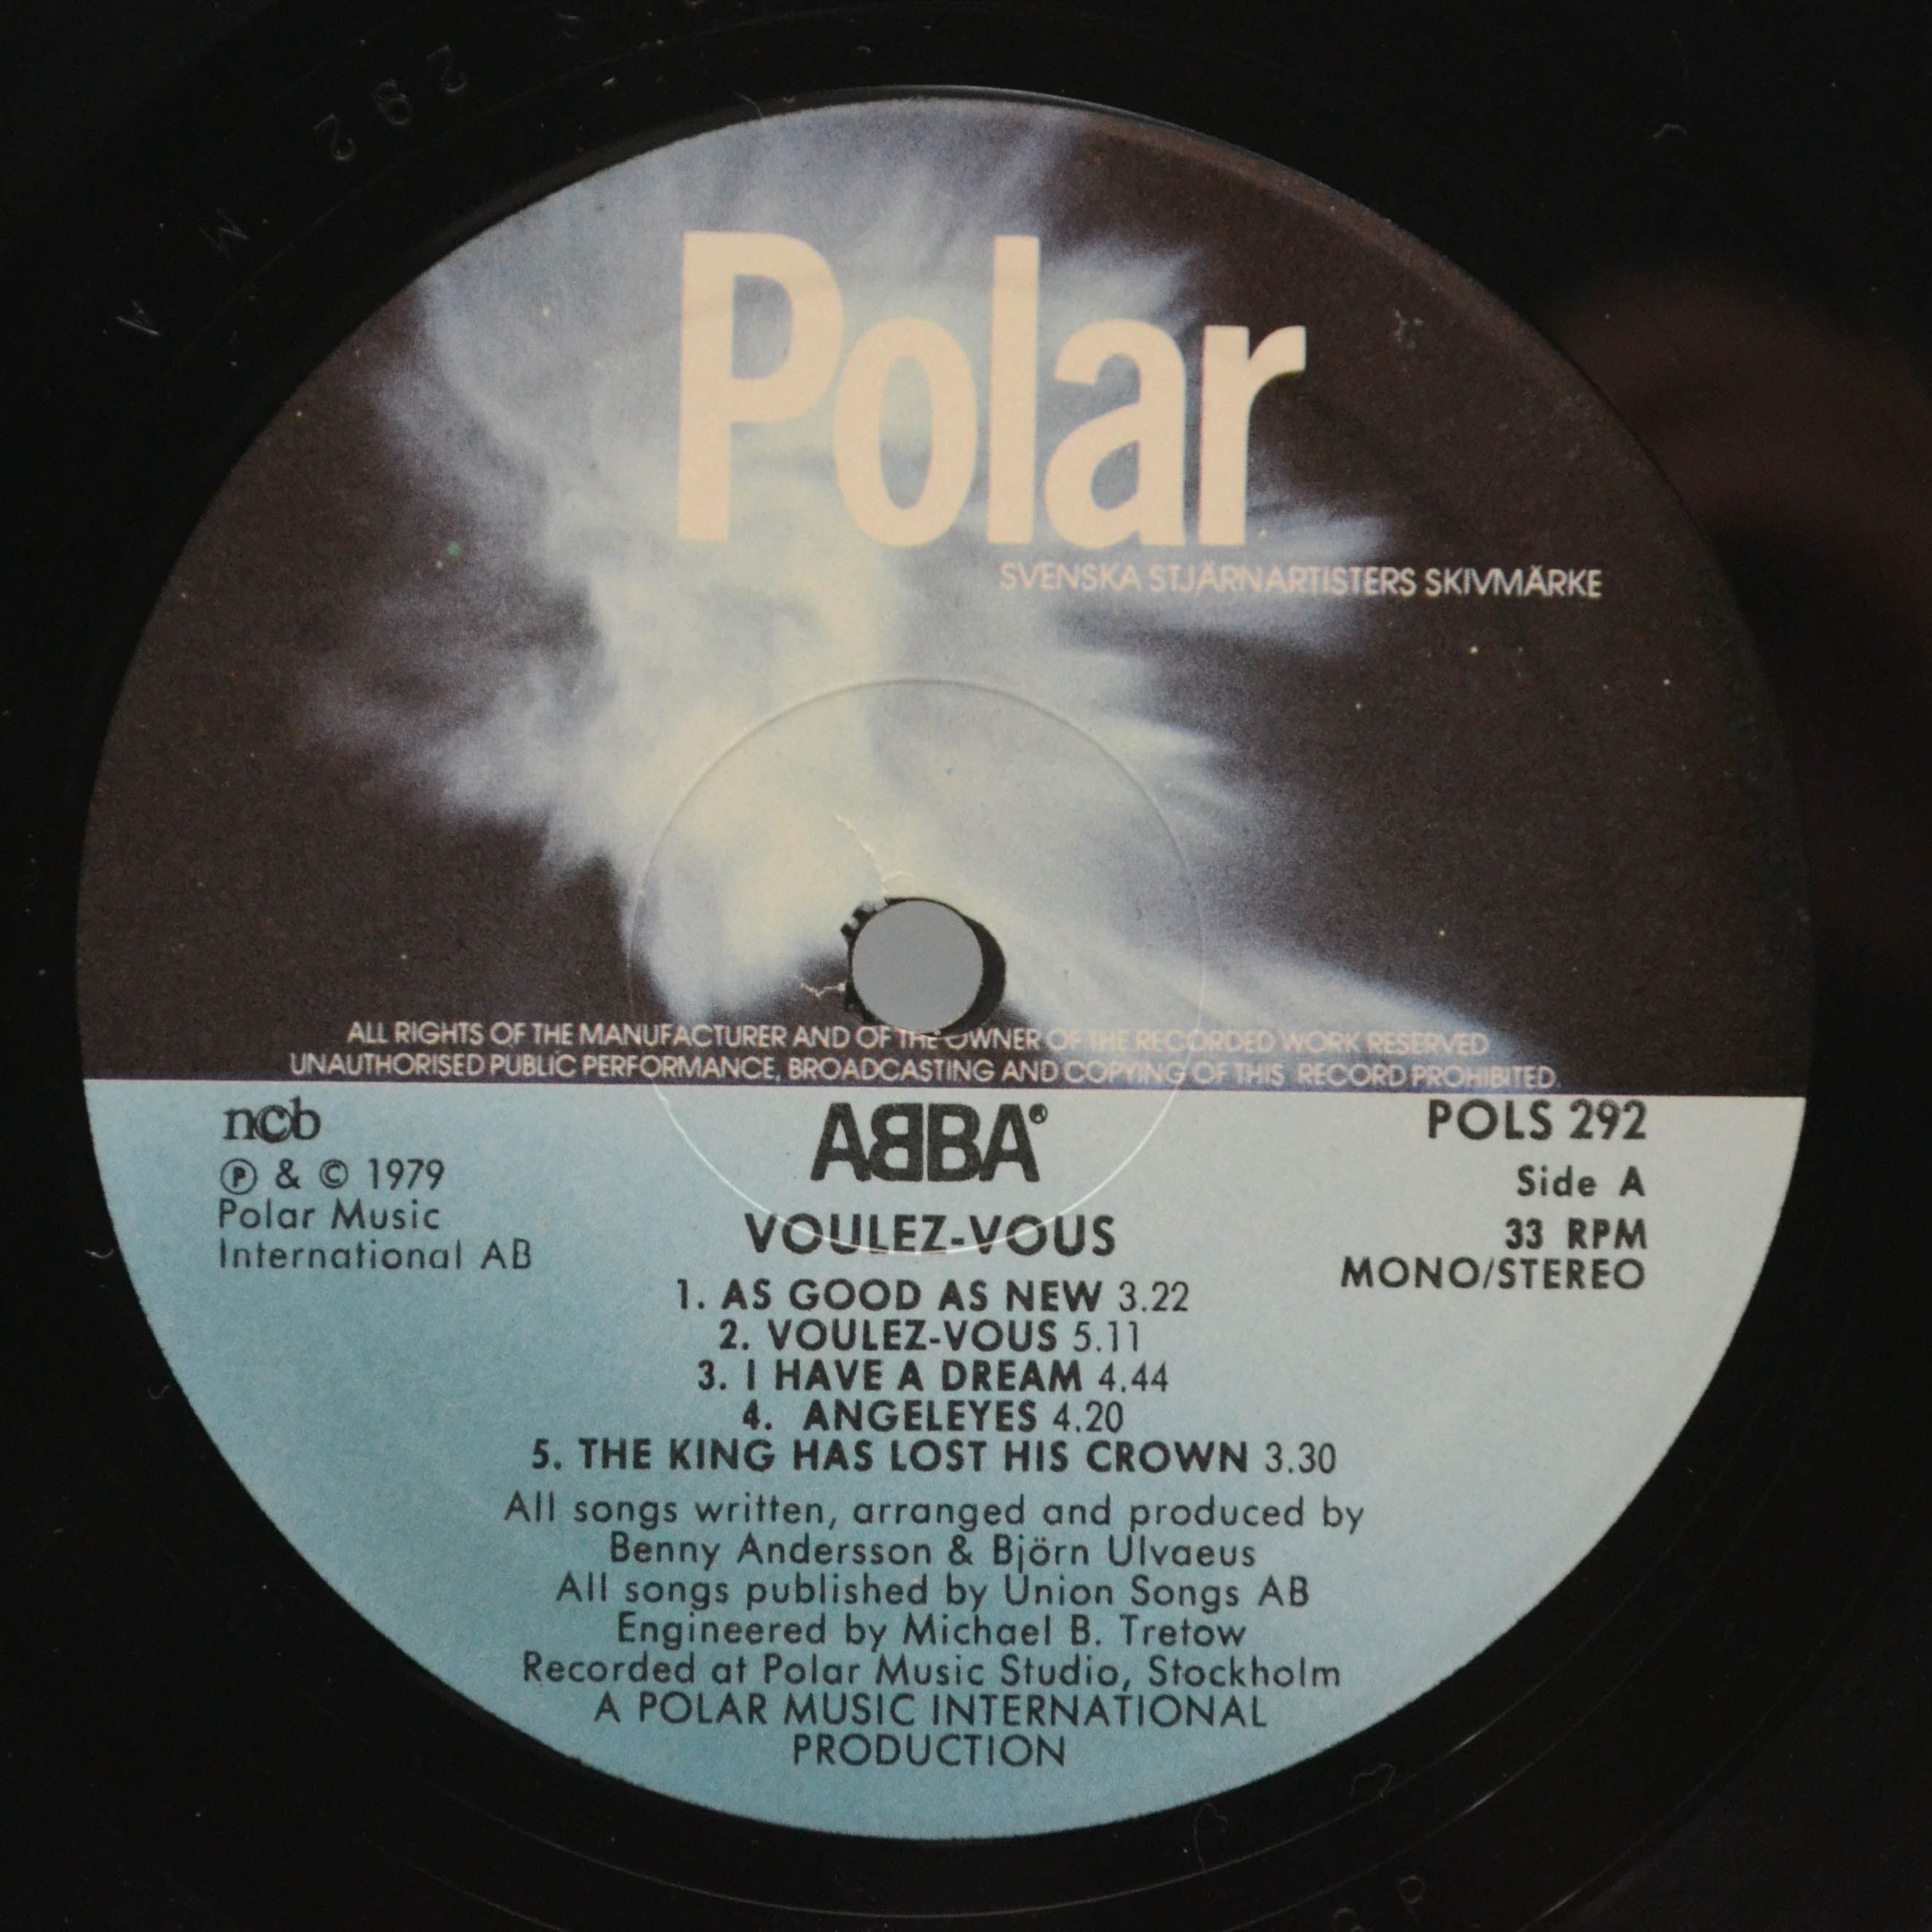 292
M
A
Polar
SVENSKA STJÄRNARTISTERS SKIVMÄRKE
ALL RIGHTS OF THE MANUFACTURER AND OF THE OWNER OF THE RECORDED WORK RESERVED
UNAUTHORISED PUBLIC PERFORMANCE, BROADCASTING AND COPYING OF THIS RECORD PROHIBITED.
ncb
℗ & © 1979
Polar Music
International AB
ABBA®
VOULEZ-VOUS
POLS 292
Side A
33 RPM
MONO/STEREO
1. AS GOOD AS NEW 3.22
2. VOULEZ-VOUS 5.11
3. I HAVE A DREAM 4.44
4. ANGELEYES 4.20
5. THE KING HAS LOST HIS CROWN 3.30
All songs written, arranged and produced by
Benny Andersson & Björn Ulvaeus
All songs published by Union Songs AB
Engineered by Michael B. Tretow
Recorded at Polar Music Studio, Stockholm
A POLAR MUSIC INTERNATIONAL
PRODUCTION